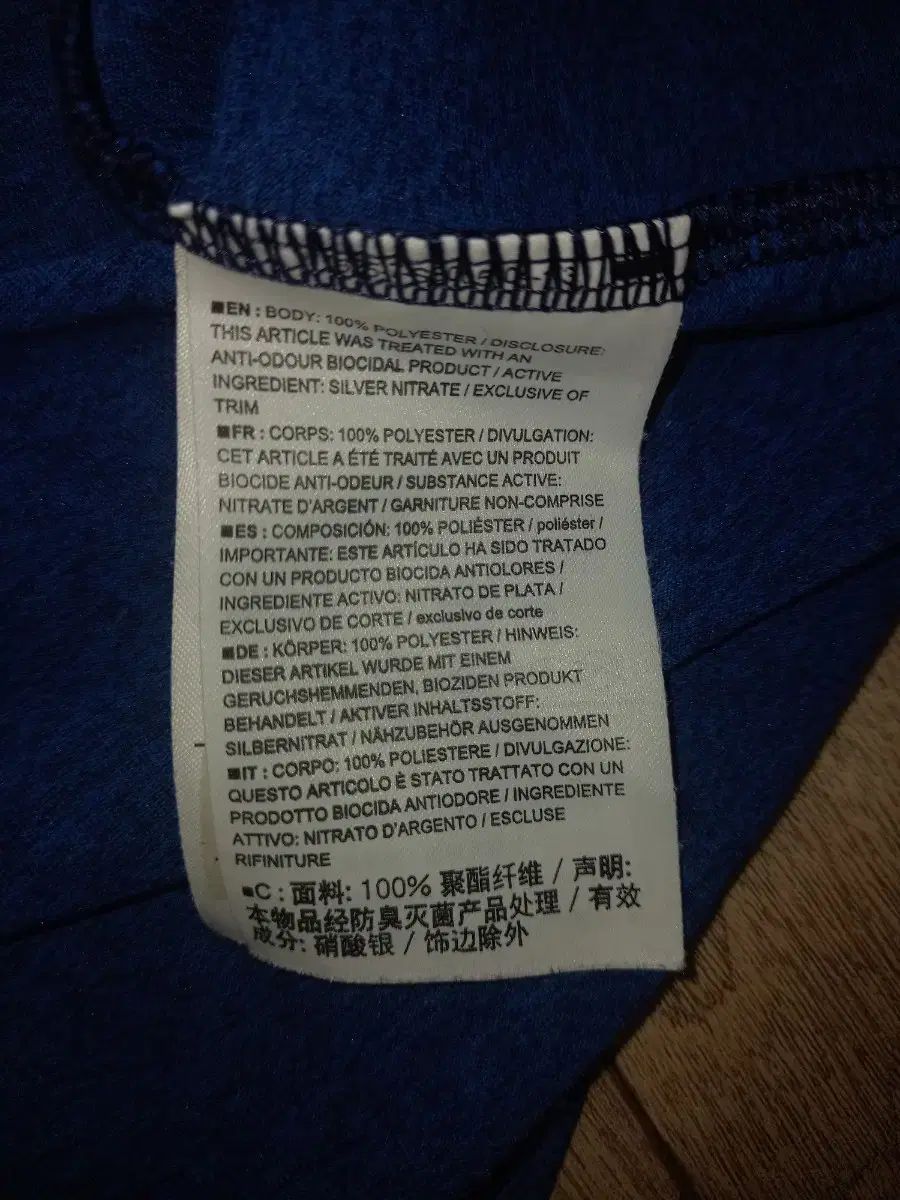 ■EN : BODY: 100% POLYESTER / DISCLOSURE:
THIS ARTICLE WAS TREATED WITH AN
ANTI-ODOUR BIOCIDAL PRODUCT / ACTIVE
INGREDIENT: SILVER NITRATE / EXCLUSIVE OF
TRIM
■FR : CORPS: 100% POLYESTER / DIVULGATION:
CET ARTICLE A ÉTÉ TRAITÉ AVEC UN PRODUIT
BIOCIDE ANTI-ODEUR / SUBSTANCE ACTIVE:
NITRATE D'ARGENT / GARNITURE NON-COMPRISE
■ES : COMPOSICIÓN: 100% POLIÉSTER / poliéster /
IMPORTANTE: ESTE ARTÍCULO HA SIDO TRATADO
CON UN PRODUCTO BIOCIDA ANTIOLORES /
INGREDIENTE ACTIVO: NITRATO DE PLATA /
EXCLUSIVO DE CORTE / exclusivo de corte
■DE : KÖRPER: 100% POLYESTER / HINWEIS:
DIESER ARTIKEL WURDE MIT EINEM
GERUCHSHEMMENDEN, BIOZIDEN PRODUKT
BEHANDELT / AKTIVER INHALTSSTOFF:
SILBERNITRAT / NÄHZUBEHÖR AUSGENOMMEN
■IT : CORPO: 100% POLIESTERE / DIVULGAZIONE:
QUESTO ARTICOLO È STATO TRATTATO CON UN
PRODOTTO BIOCIDA ANTIODORE / INGREDIENTE
ATTIVO: NITRATO D'ARGENTO / ESCLUSE
RIFINITURE
■C : 面料: 100% 聚酯纤维 / 声明:
本物品经防臭灭菌产品处理 / 有效
成分: 硝酸银 / 饰边除外